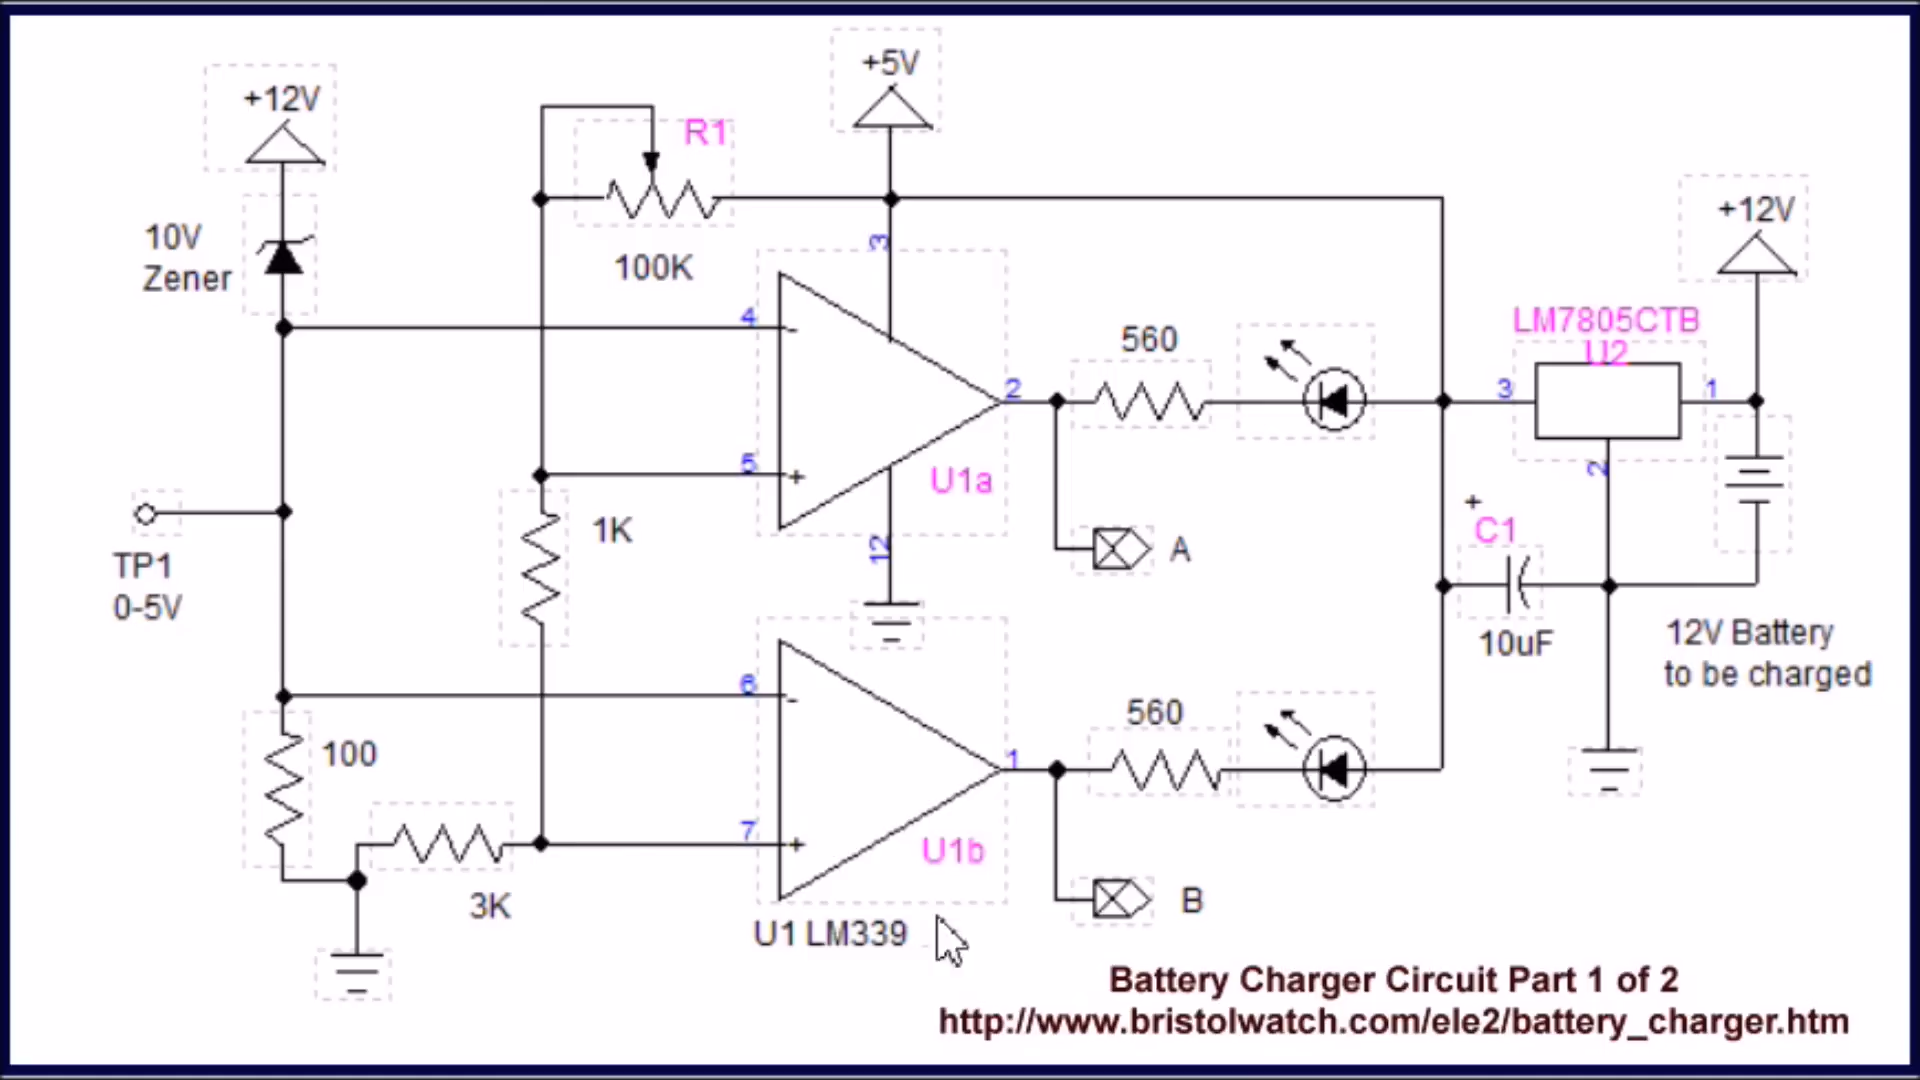 +5V
+12V
R1
+12V
10V
Zener
3
100K
4
560
LM7805CTB
U2
2
3
1
5
U1a
2
1K
+
C1
TP1
0-5V
12
A
10uF
12V Battery
to be charged
6
560
100
1
7
U1b
3K
B
U1 LM339
Battery Charger Circuit Part 1 of 2
http://www.bristolwatch.com/ele2/battery_charger.htm